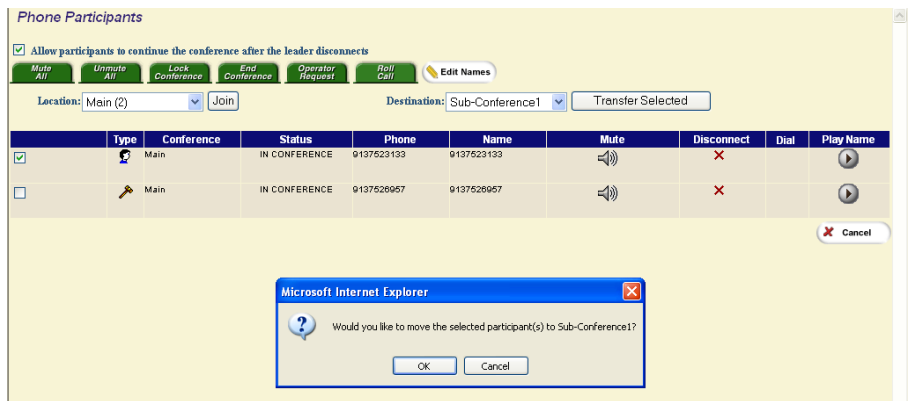 Phone Participants
Allow participants to continue the conference after the leader disconnects
Mute All Unmute All Lock Conference End Conference Operator Request Roll Call Edit Names
Location: Main (2) Join Destination: Sub-Conference1 Transfer Selected
Type Conference Status Phone Name Mute Disconnect Dial Play Name
Main IN CONFERENCE 9137523133 9137523133
Main IN CONFERENCE 9137526957 9137526957
Cancel
Microsoft Internet Explorer
Would you like to move the selected participant(s) to Sub-Conference1?
OK Cancel